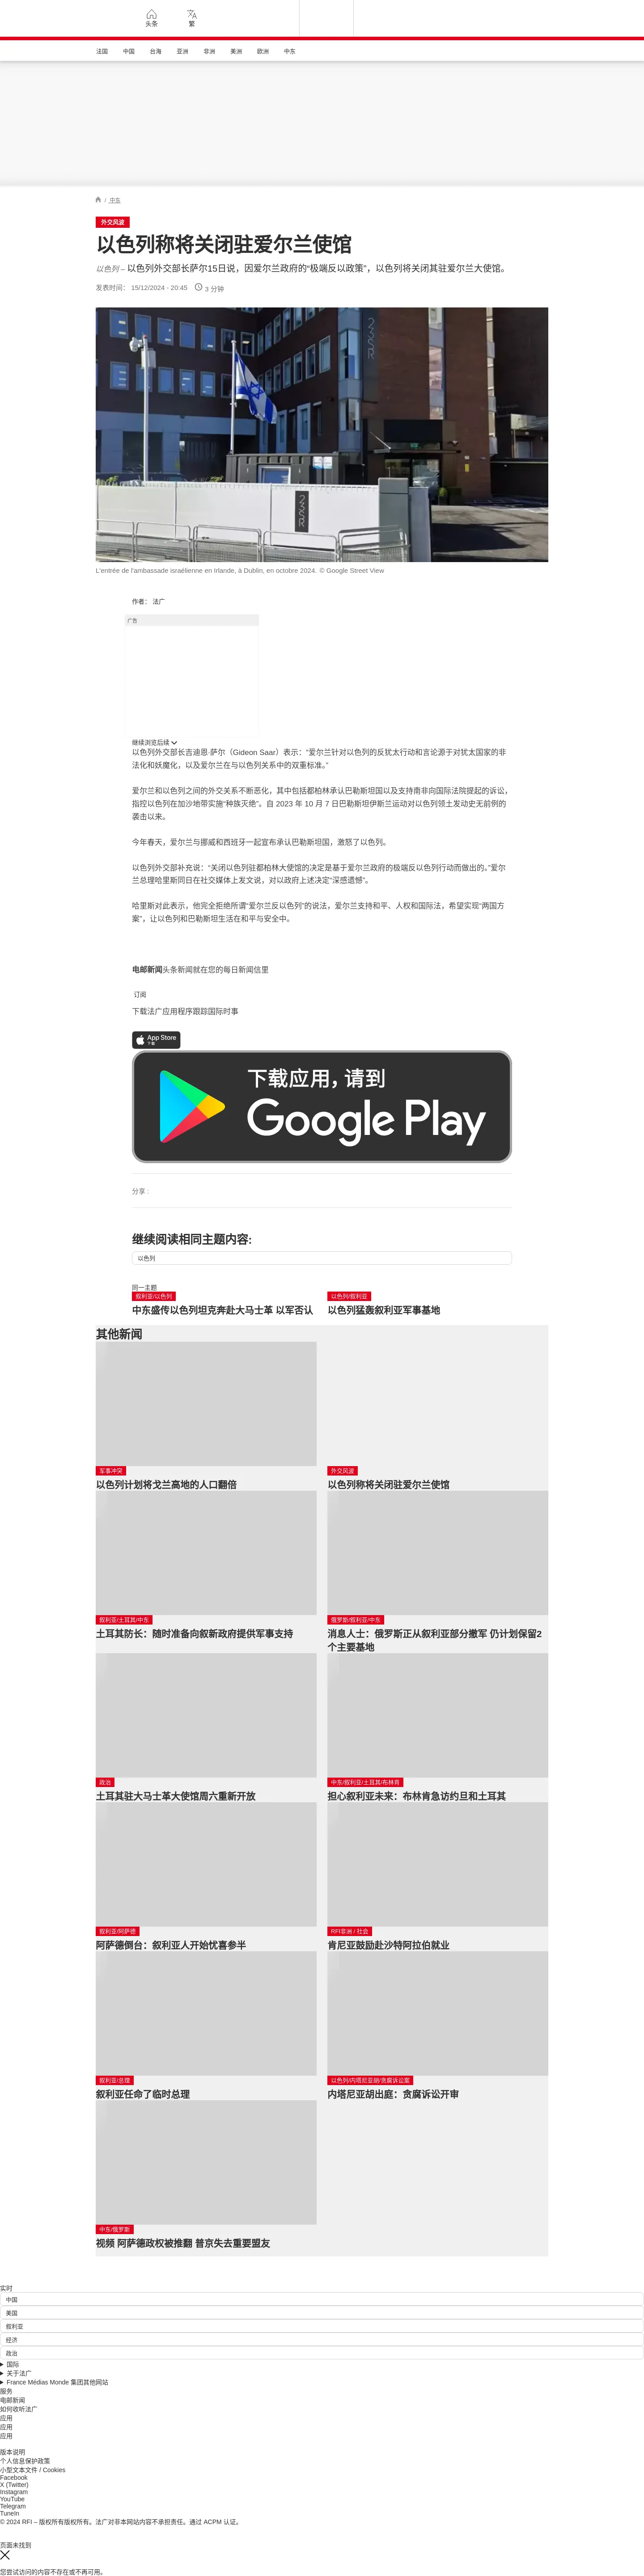 头条
繁
法国 中国 台海 亚洲 非洲 美洲 欧洲 中东
/ 中东
外交风波
以色列称将关闭驻爱尔兰使馆
以色列 – 以色列外交部长萨尔15日说，因爱尔兰政府的“极端反以政策”，以色列将关闭其驻爱尔兰大使馆。
发表时间： 15/12/2024 - 20:45 3 分钟
23SR
23SR
L'entrée de l'ambassade israélienne en Irlande, à Dublin, en octobre 2024. © Google Street View
作者： 法广
广告
继续浏览后续
以色列外交部长吉迪恩·萨尔（Gideon Saar）表示：“爱尔兰针对以色列的反犹太行动和言论源于对犹太国家的非
法化和妖魔化，以及爱尔兰在与以色列关系中的双重标准。”
爱尔兰和以色列之间的外交关系不断恶化，其中包括都柏林承认巴勒斯坦国以及支持南非向国际法院提起的诉讼，
指控以色列在加沙地带实施“种族灭绝”。自 2023 年 10 月 7 日巴勒斯坦伊斯兰运动对以色列领土发动史无前例的
袭击以来。
今年春天，爱尔兰与挪威和西班牙一起宣布承认巴勒斯坦国，激怒了以色列。
以色列外交部补充说：“关闭以色列驻都柏林大使馆的决定是基于爱尔兰政府的极端反以色列行动而做出的。”爱尔
兰总理哈里斯同日在社交媒体上发文说，对以政府上述决定“深感遗憾”。
哈里斯对此表示，他完全拒绝所谓“爱尔兰反以色列”的说法，爱尔兰支持和平、人权和国际法，希望实现“两国方
案”，让以色列和巴勒斯坦生活在和平与安全中。
电邮新闻头条新闻就在您的每日新闻信里
订阅
下载法广应用程序跟踪国际时事
App Store
下载
下载应用，请到
Google Play
分享 :
继续阅读相同主题内容:
以色列
同一主题
叙利亚/以色列
中东盛传以色列坦克奔赴大马士革 以军否认
以色列/叙利亚
以色列猛轰叙利亚军事基地
其他新闻
军事冲突
以色列计划将戈兰高地的人口翻倍
外交风波
以色列称将关闭驻爱尔兰使馆
叙利亚/土耳其/中东
土耳其防长：随时准备向叙新政府提供军事支持
俄罗斯/叙利亚/中东
消息人士：俄罗斯正从叙利亚部分撤军 仍计划保留2
个主要基地
政治
土耳其驻大马士革大使馆周六重新开放
中东/叙利亚/土耳其/布林肯
担心叙利亚未来：布林肯急访约旦和土耳其
叙利亚/阿萨德
阿萨德倒台：叙利亚人开始忧喜参半
RFI非洲 / 社会
肯尼亚鼓励赴沙特阿拉伯就业
叙利亚/总理
叙利亚任命了临时总理
以色列/内塔尼亚胡/贪腐诉讼案
内塔尼亚胡出庭：贪腐诉讼开审
中东/俄罗斯
视频 阿萨德政权被推翻 普京失去重要盟友
实时
中国
美国
叙利亚
经济
政治
国际
关于法广
France Médias Monde 集团其他网站
服务
电邮新闻
如何收听法广
应用
应用
应用
版本说明
个人信息保护政策
小型文本文件 / Cookies
Facebook
X (Twitter)
Instagram
YouTube
Telegram
TuneIn
© 2024 RFI – 版权所有版权所有。法广对非本网站内容不承担责任。通过 ACPM 认证。
页面未找到
您尝试访问的内容不存在或不再可用。